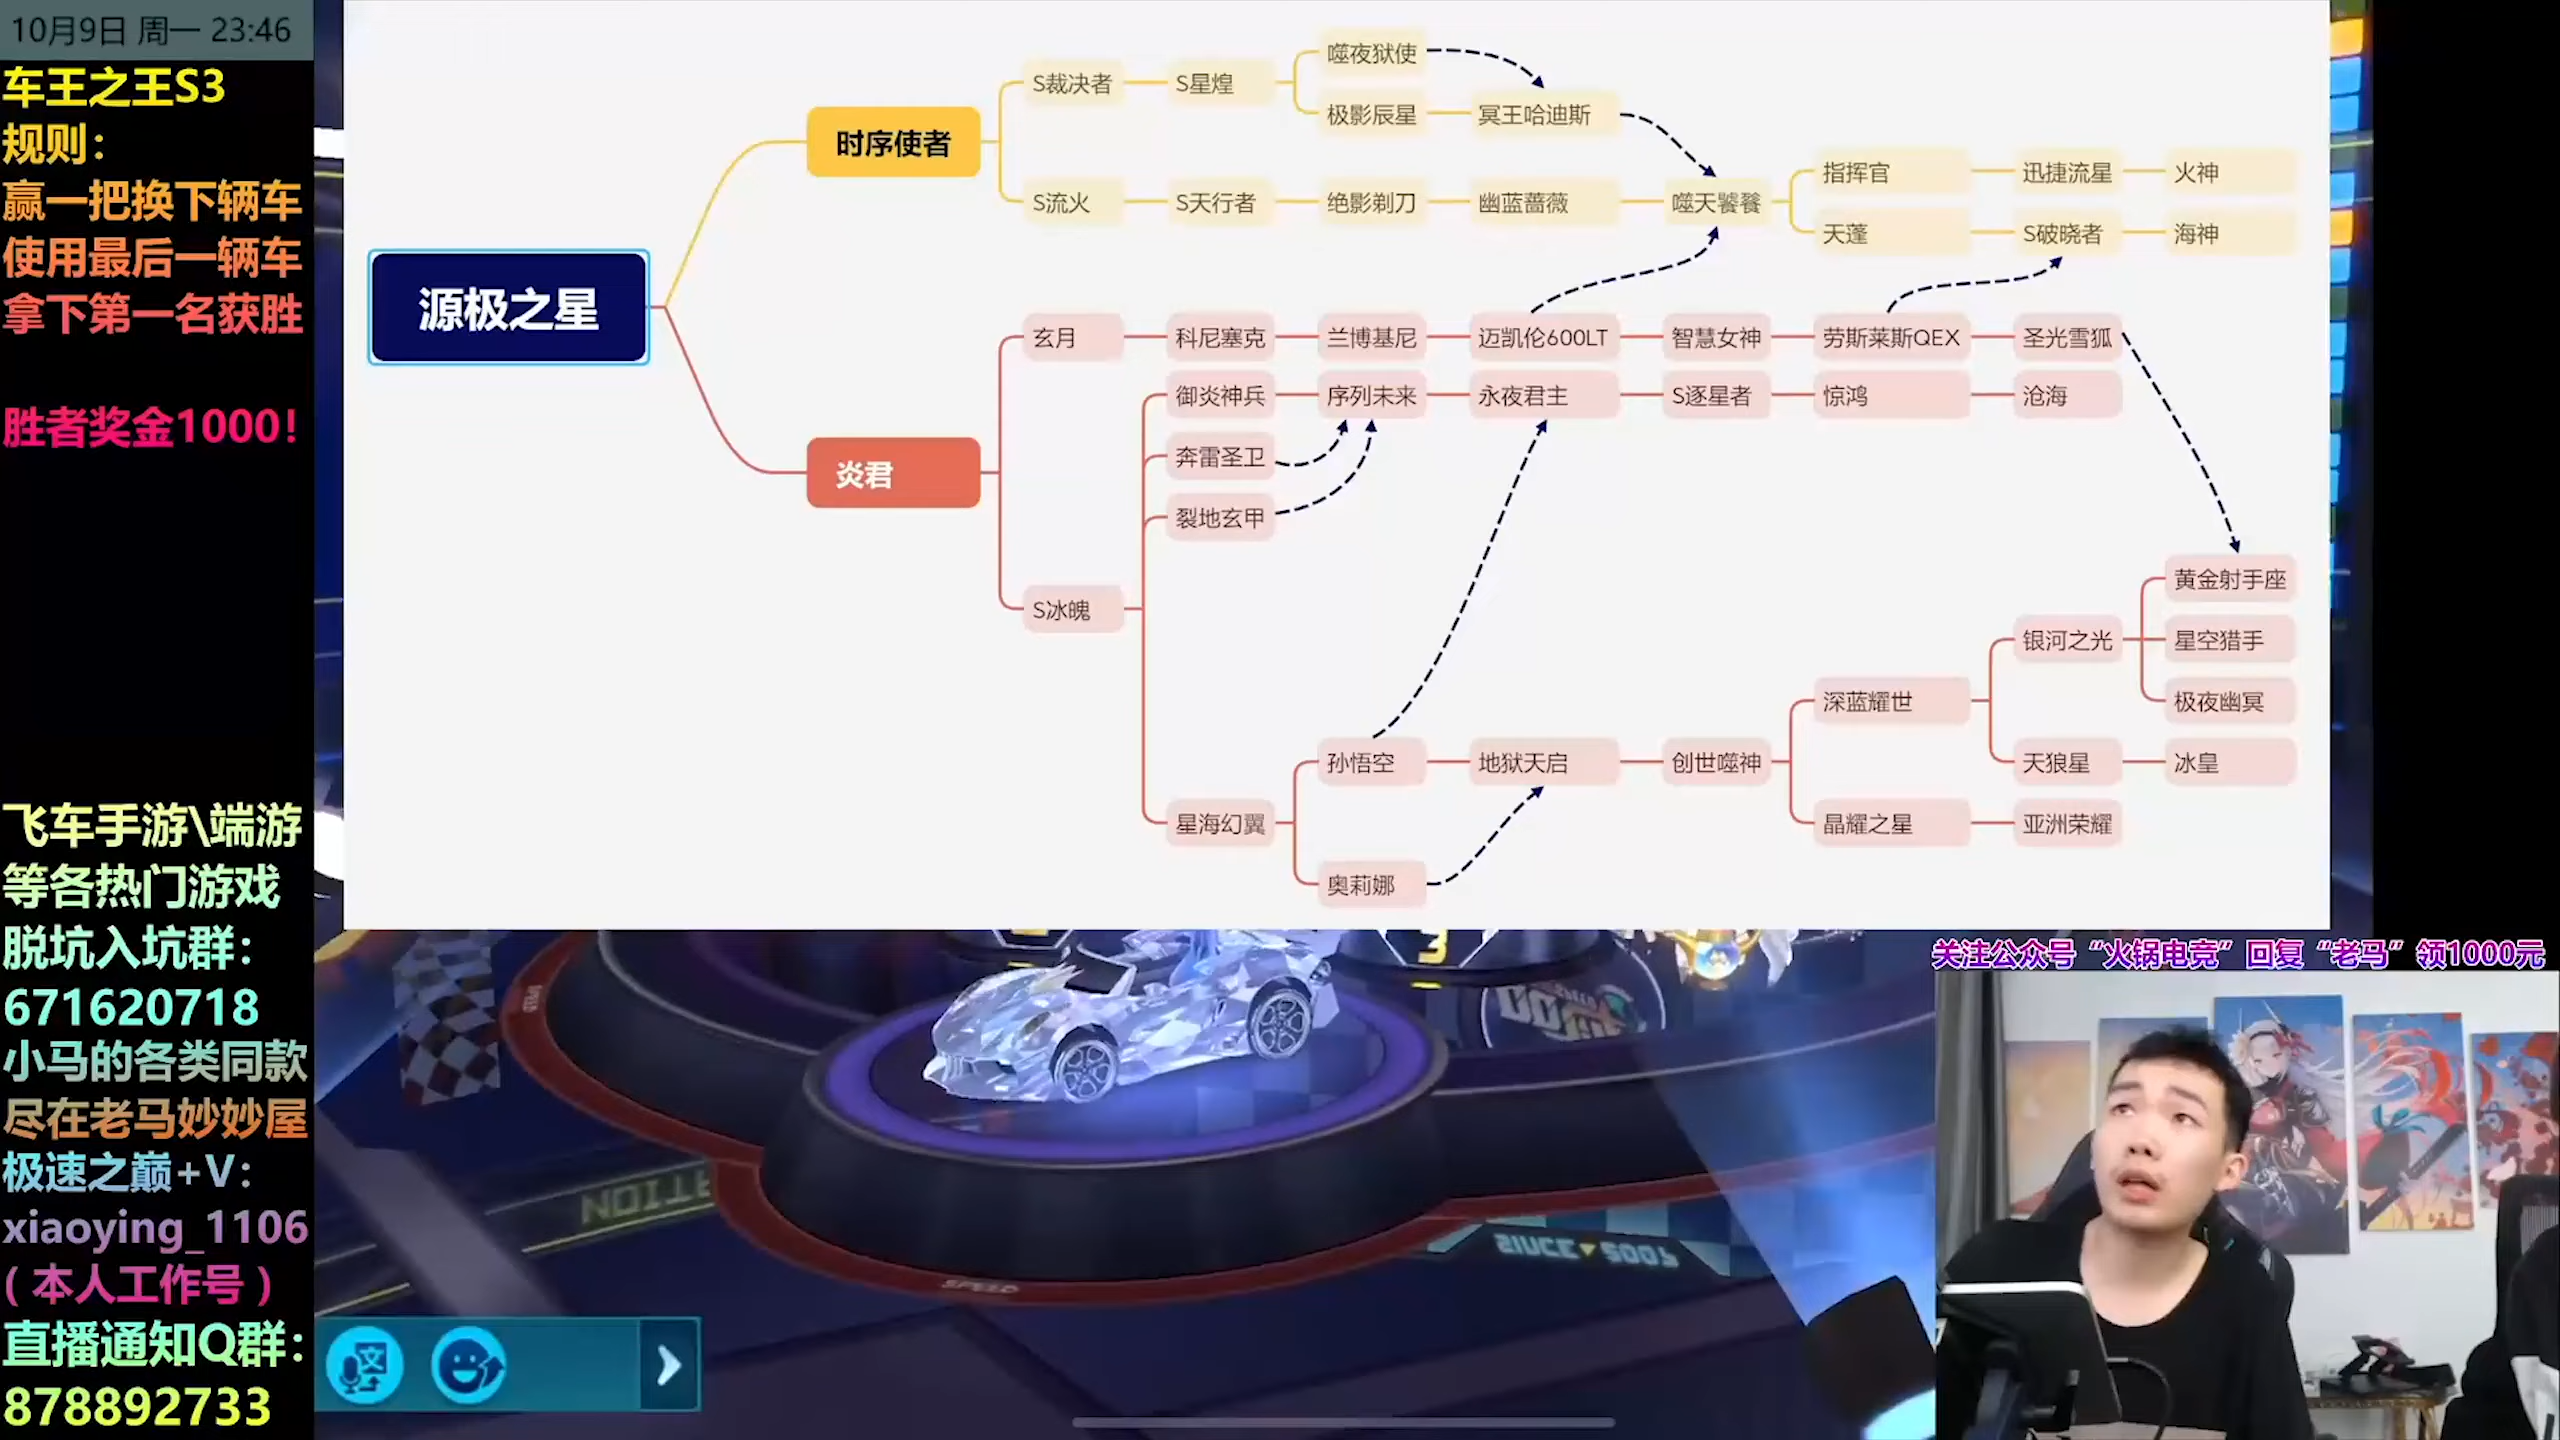 10月9日 周一 23:46
车王之王S3
规则：
赢一把换下辆车
使用最后一辆车
拿下第一名获胜
胜者奖金1000！
飞车手游\端游
等各热门游戏
脱坑入坑群：
671620718
小马的各类同款
尽在老马妙妙屋
极速之巅+V：
xiaoying_1106
（本人工作号）
直播通知Q群：
878892733
源极之星
时序使者
炎君
S裁决者
S星煌
噬夜狱使
极影辰星
冥王哈迪斯
S流火
S天行者
绝影剃刀
幽蓝蔷薇
噬天饕餮
指挥官
迅捷流星
火神
天蓬
S破晓者
海神
玄月
科尼塞克
兰博基尼
迈凯伦600LT
智慧女神
劳斯莱斯QEX
圣光雪狐
御炎神兵
序列未来
永夜君主
S逐星者
惊鸿
沧海
奔雷圣卫
裂地玄甲
S冰魄
星海幻翼
孙悟空
地狱天启
创世噬神
深蓝耀世
银河之光
黄金射手座
星空猎手
极夜幽冥
天狼星
冰皇
晶耀之星
亚洲荣耀
奥莉娜
3
关注公众号“火锅电竞”回复“老马”领1000元
SPEED
文